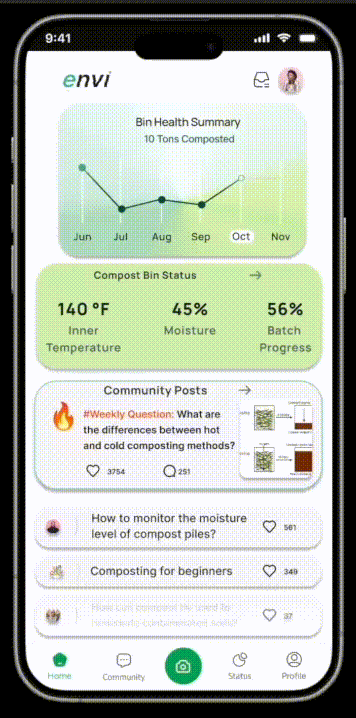 9:41
envi
Bin Health Summary
10 Tons Composted
Jun Jul Aug Sep Oct Nov
Compost Bin Status
140 °F 45% 56%
Inner Moisture Batch
Temperature Progress
Community Posts
#Weekly Question: What are
the differences between hot
and cold composting methods?
3754 251
How to monitor the moisture
level of compost piles?
561
Composting for beginners
349
How can compost be used to
37
Home Community Status Profile